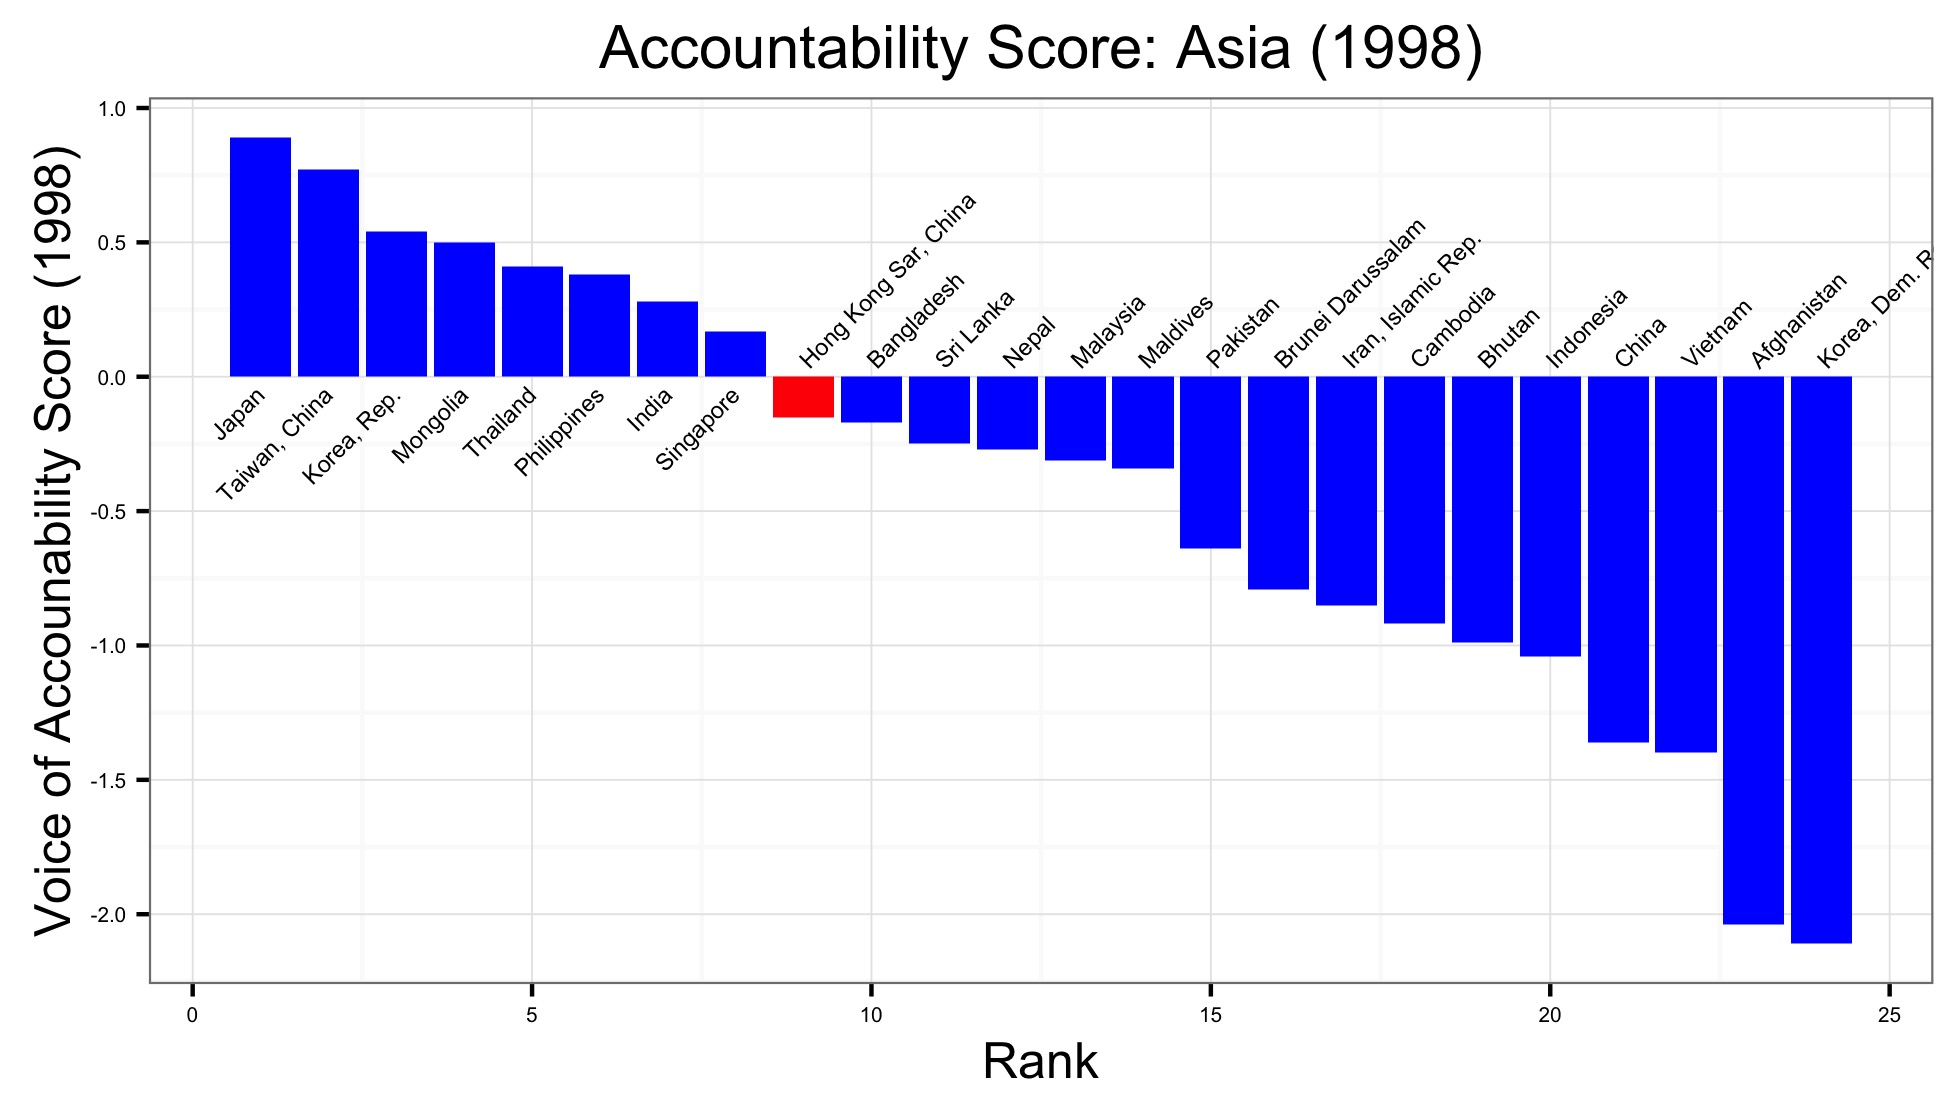 Accountability Score: Asia (1998)
Voice of Accounability Score (1998)
1.0
0.5
0.0
-0.5
-1.0
-1.5
-2.0
Japan
Taiwan, China
Korea, Rep.
Mongolia
Thailand
Philippines
India
Singapore
Hong Kong Sar, China
Bangladesh
Sri Lanka
Nepal
Malaysia
Maldives
Pakistan
Brunei Darussalam
Iran, Islamic Rep.
Cambodia
Bhutan
Indonesia
China
Vietnam
Afghanistan
Korea, Dem.
0
5
10
15
20
25
Rank